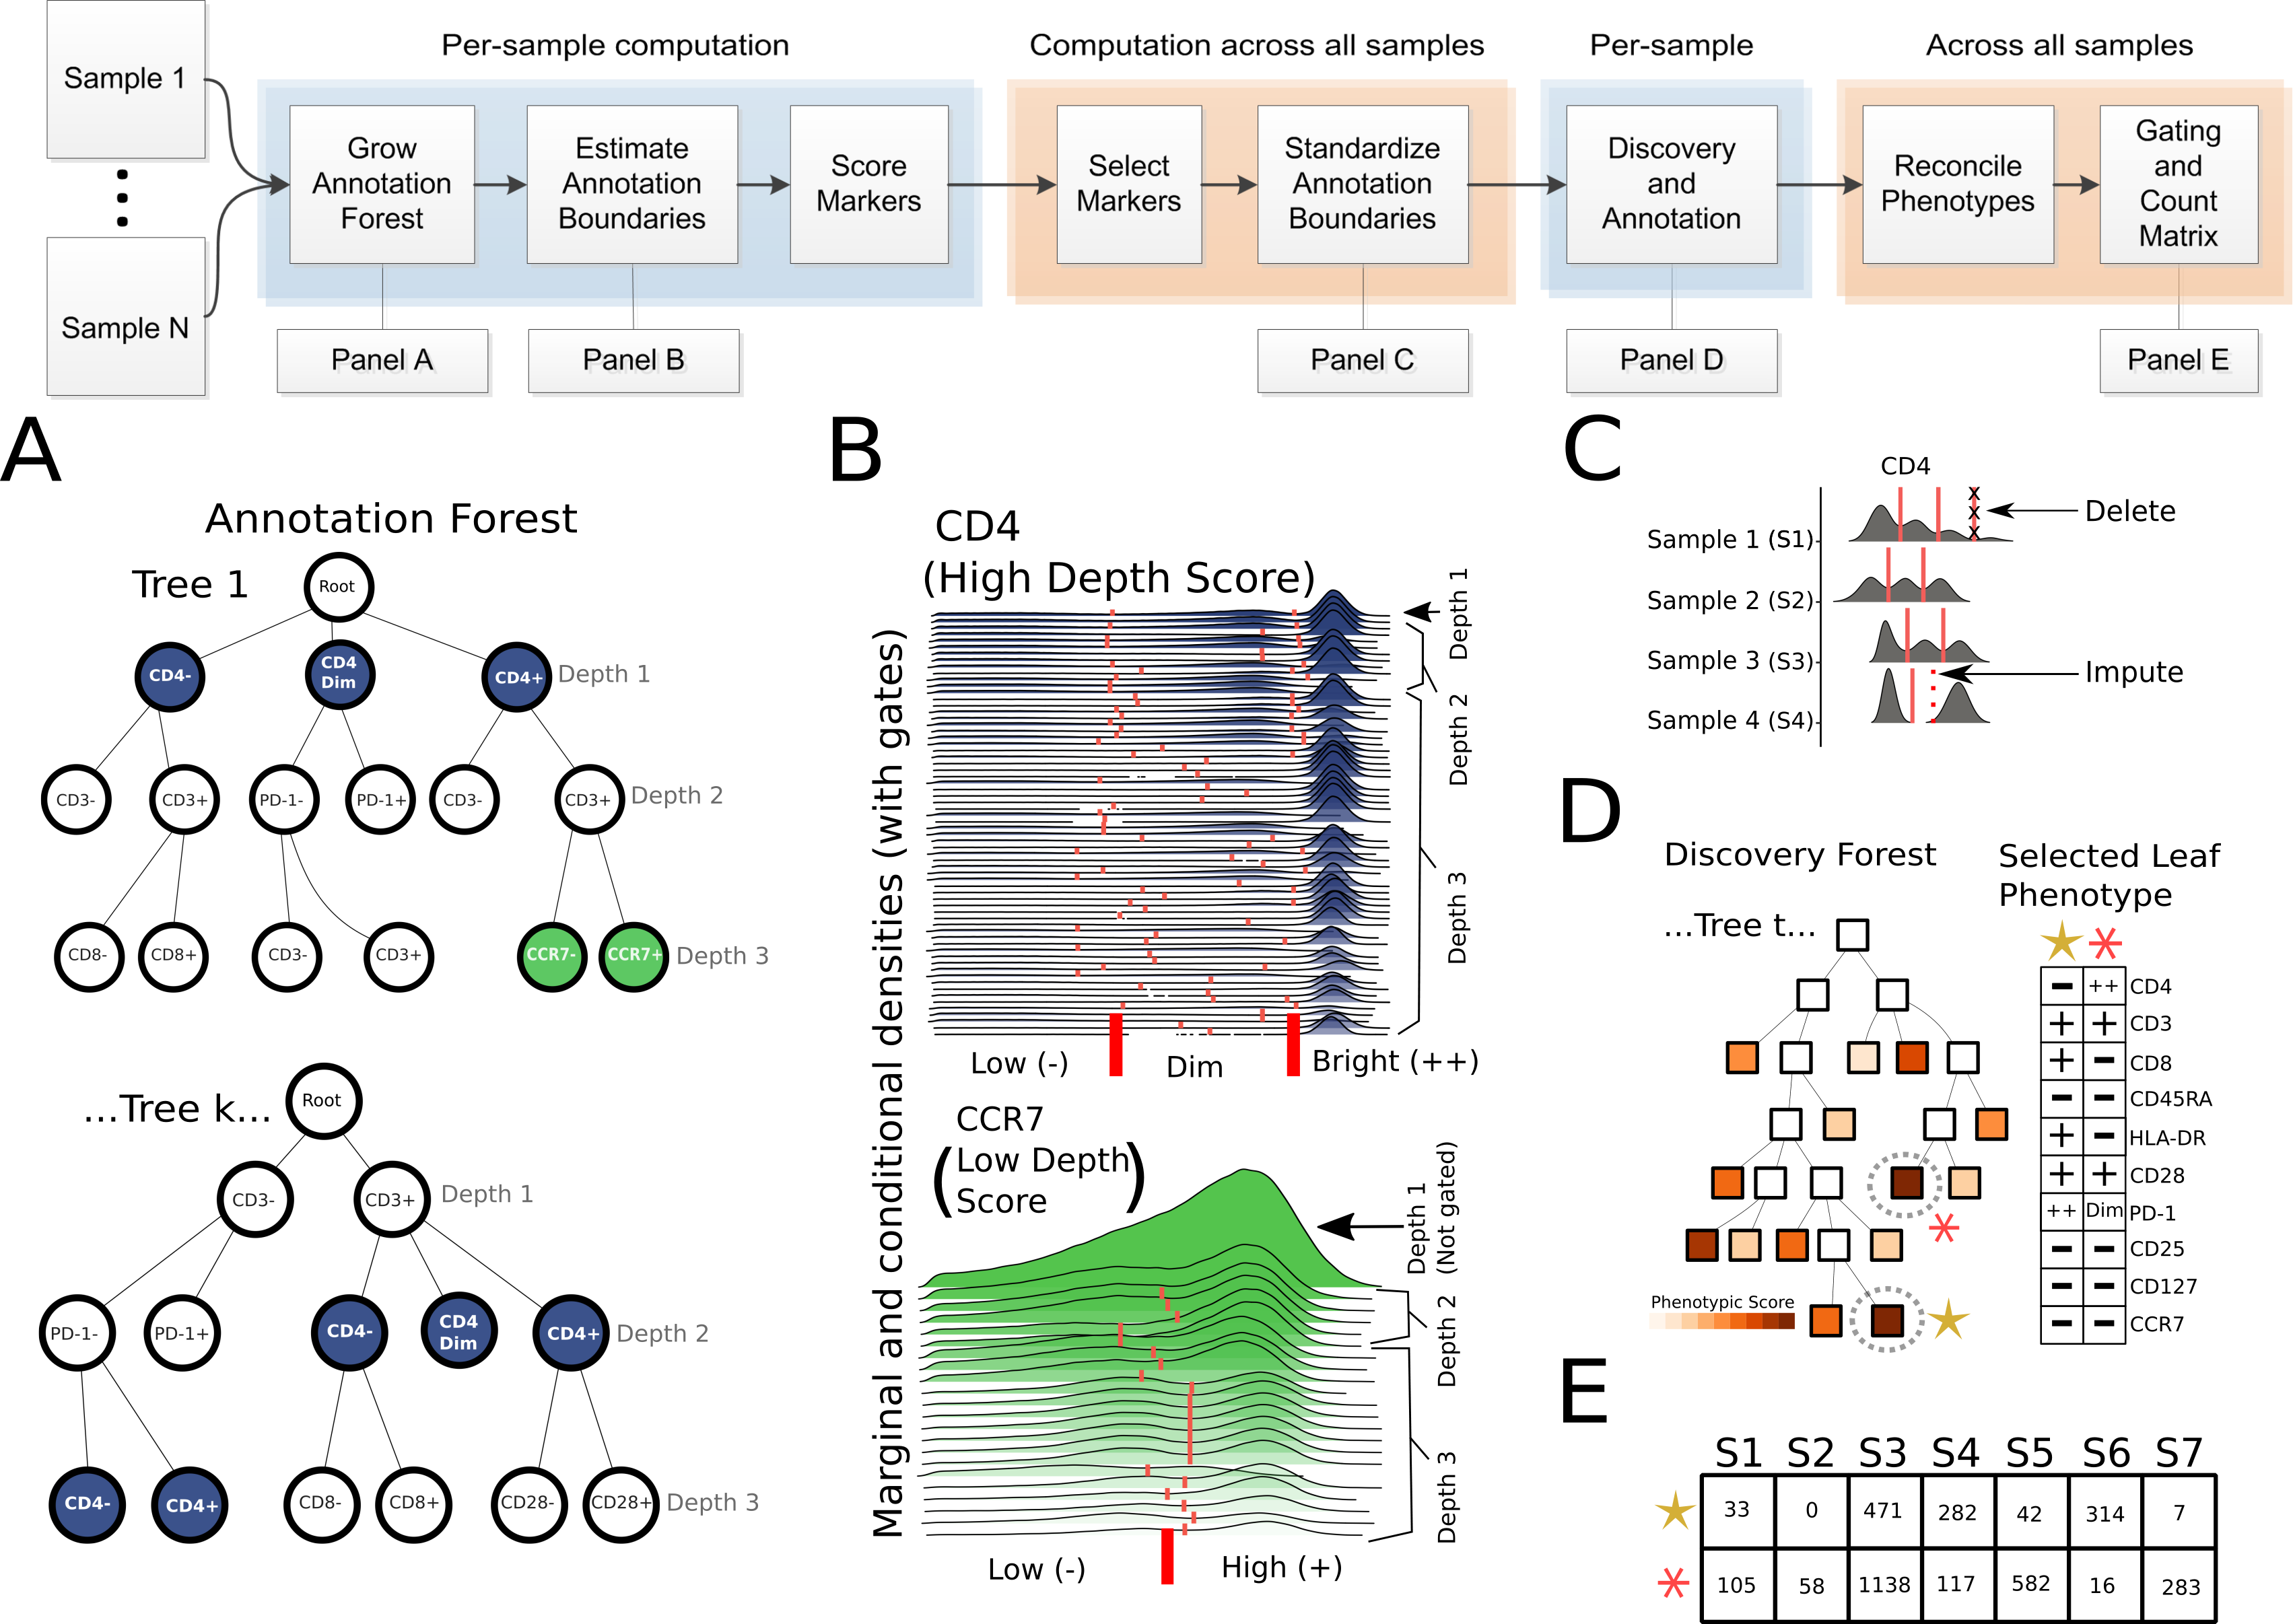 Per-sample computation
Computation across all samples
Per-sample
Across all samples
Sample 1
Sample N
Grow
Annotation
Forest
Estimate
Annotation
Boundaries
Score
Markers
Select
Markers
Standardize
Annotation
Boundaries
Discovery
and
Annotation
Reconcile
Phenotypes
Gating
and
Count
Matrix
Panel A
Panel B
Panel C
Panel D
Panel E
A
Annotation Forest
Tree 1
Root
CD4-
CD4
Dim
CD4+
Depth 1
CD3-
CD3+
PD-1-
PD-1+
CD3-
CD3+
Depth 2
CD8-
CD8+
CD3-
CD3+
CCR7-
CCR7+
Depth 3
...Tree k...
Root
CD3-
CD3+
Depth 1
PD-1-
PD-1+
CD4-
CD4
Dim
CD4+
Depth 2
CD4-
CD4+
CD8-
CD8+
CD28-
CD28+
Depth 3
B
Marginal and conditional densities (with gates)
CD4
(High Depth Score)
Depth 1
Depth 2
Depth 3
Low (-)
Dim
Bright (++)
CCR7
(Low Depth
Score)
Depth 1
(Not gated)
Depth 2
Depth 3
Low (-)
High (+)
C
CD4
X
X
X
Delete
Sample 1 (S1)
Sample 2 (S2)
Sample 3 (S3)
Impute
Sample 4 (S4)
D
Discovery Forest
...Tree t...
Phenotypic Score
Selected Leaf
Phenotype
- ++ CD4
+ + CD3
+ - CD8
- - CD45RA
+ - HLA-DR
+ + CD28
++ Dim PD-1
- - CD25
- - CD127
- - CCR7
E
S1 S2 S3 S4 S5 S6 S7
33 0 471 282 42 314 7
105 58 1138 117 582 16 283